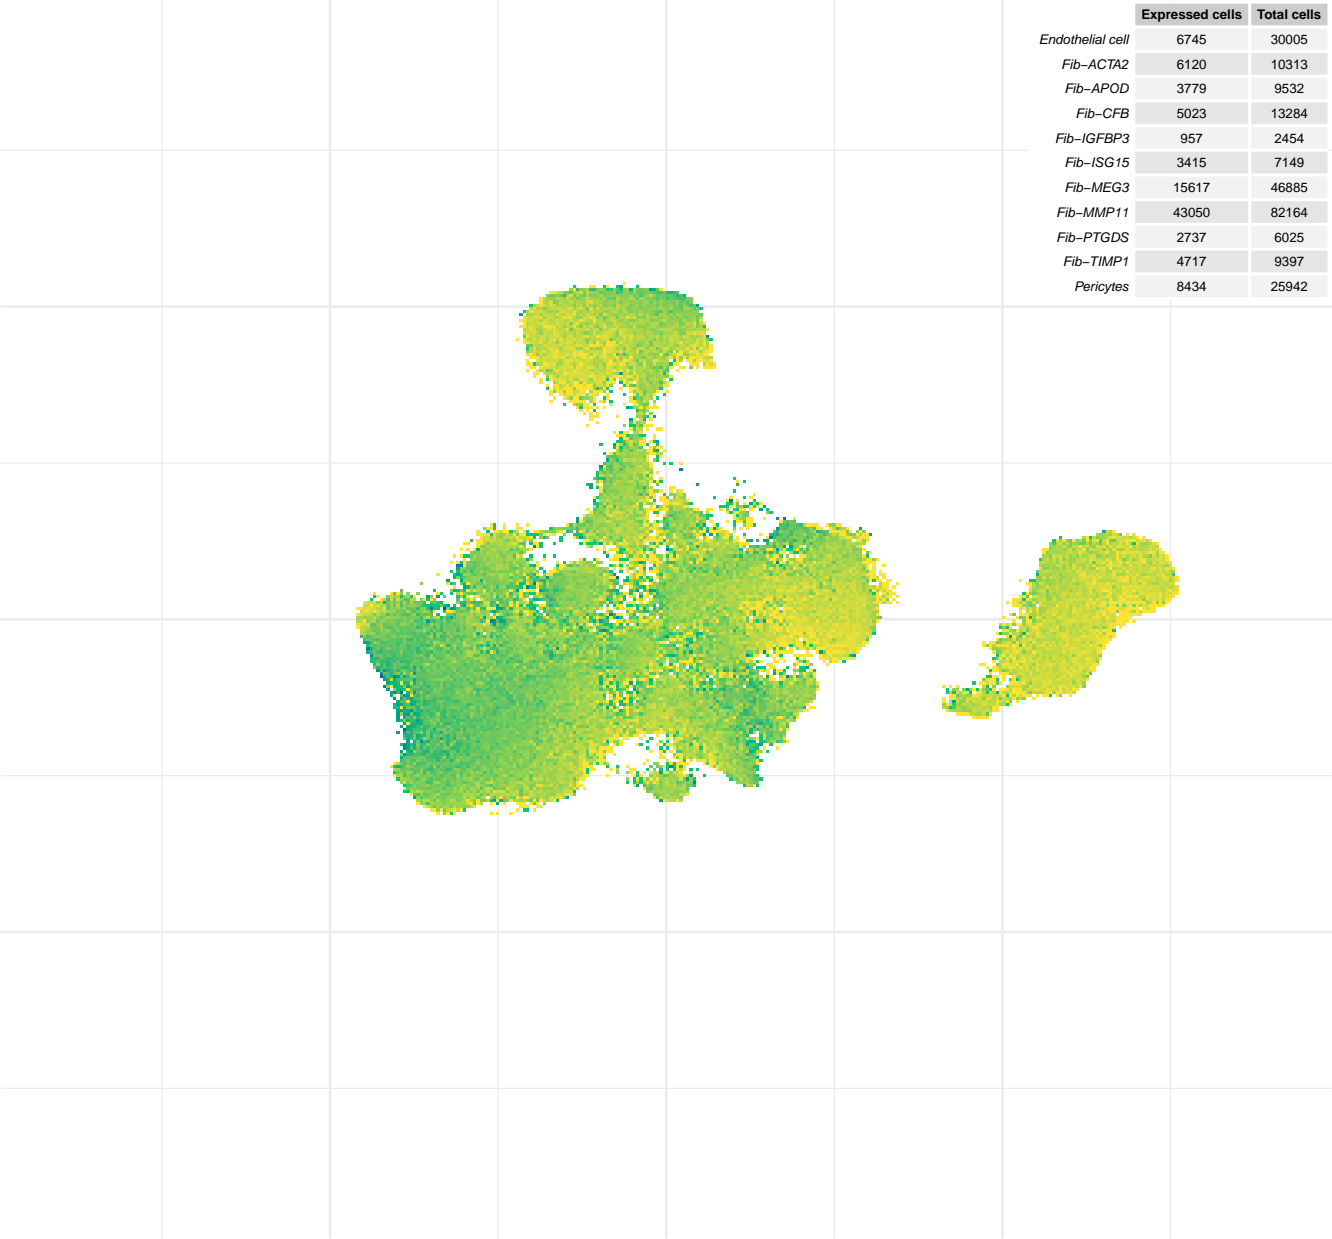 Expressed cells Total cells
Endothelial cell 6745 30005
Fib−ACTA2 6120 10313
Fib−APOD 3779 9532
Fib−CFB 5023 13284
Fib−IGFBP3 957 2454
Fib−ISG15 3415 7149
Fib−MEG3 15617 46885
Fib−MMP11 43050 82164
Fib−PTGDS 2737 6025
Fib−TIMP1 4717 9397
Pericytes 8434 25942